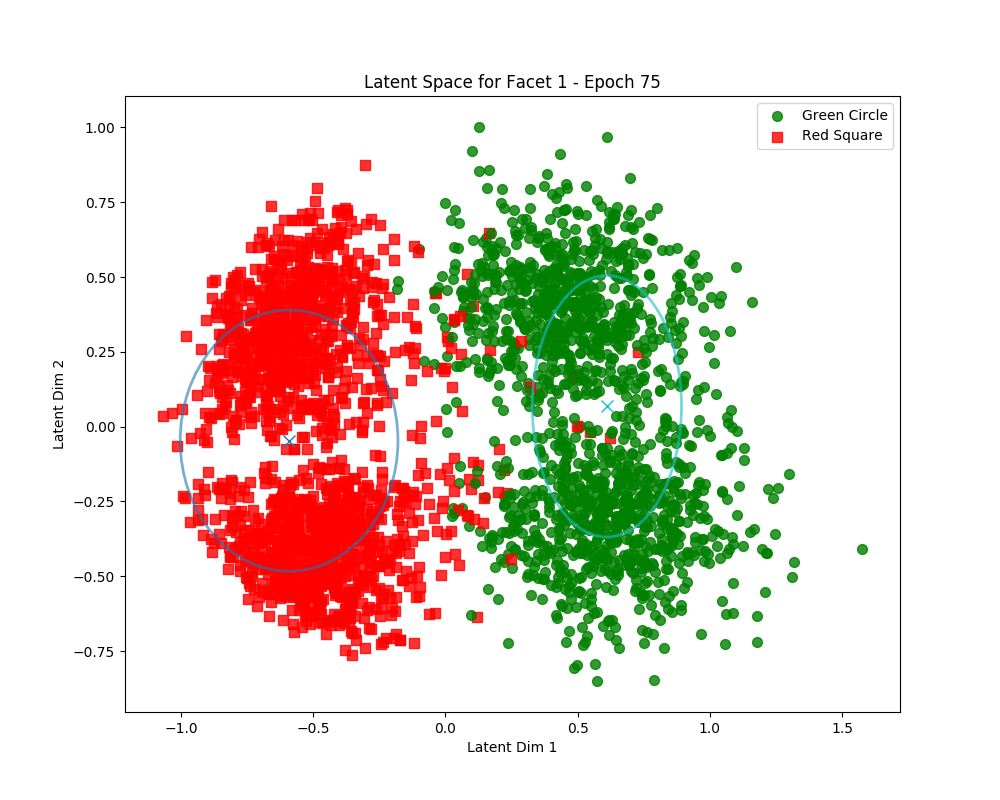 Latent Space for Facet 1 - Epoch 75
Green Circle
Red Square
1.00
0.75
0.50
0.25
0.00
−0.25
−0.50
−0.75
Latent Dim 2
−1.0
−0.5
0.0
0.5
1.0
1.5
Latent Dim 1